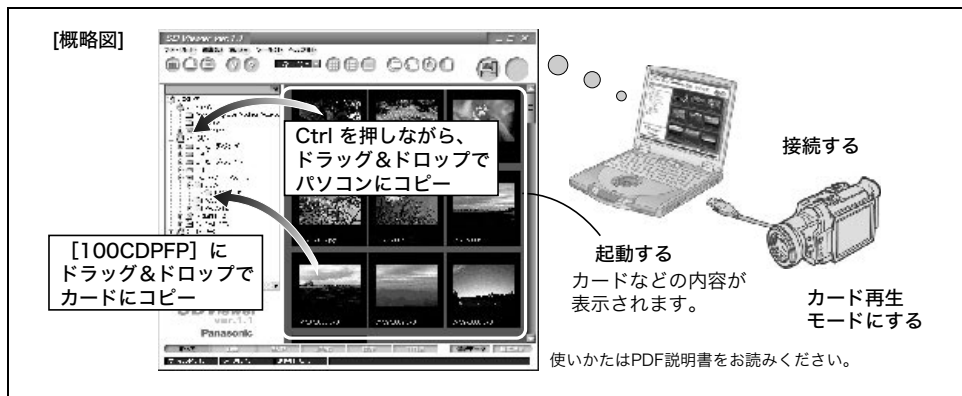 [概略図]
SD Viewer ver.1.1
Ctrl を押しながら、
ドラッグ＆ドロップで
パソコンにコピー
［100CDPFP］に
ドラッグ＆ドロップで
カードにコピー
SD Viewer
ver.1.1
Panasonic
起動する
カードなどの内容が
表示されます。
接続する
カード再生
モードにする
使いかたはPDF説明書をお読みください。